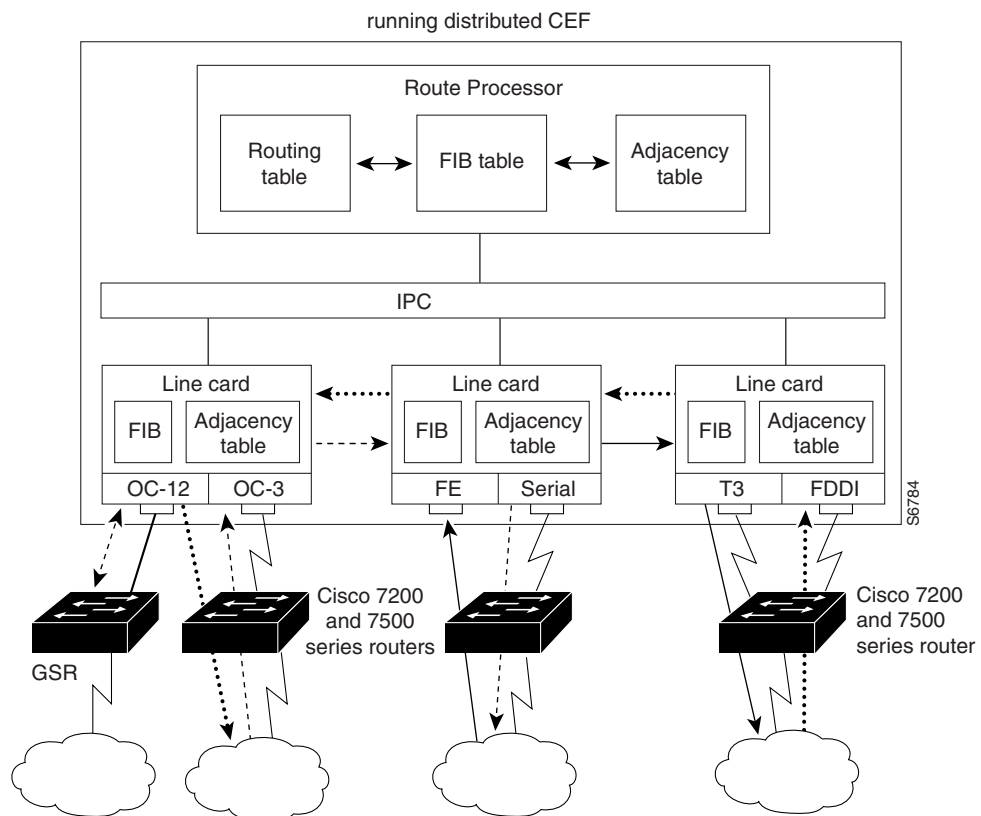 running distributed CEF
Route Processor
Routing
table
FIB table
Adjacency
table
IPC
Line card
FIB
Adjacency
table
OC-12
OC-3
Line card
FIB
Adjacency
table
FE
Serial
Line card
FIB
Adjacency
table
T3
FDDI
S6784
GSR
Cisco 7200
and 7500
series routers
Cisco 7200
and 7500
series router